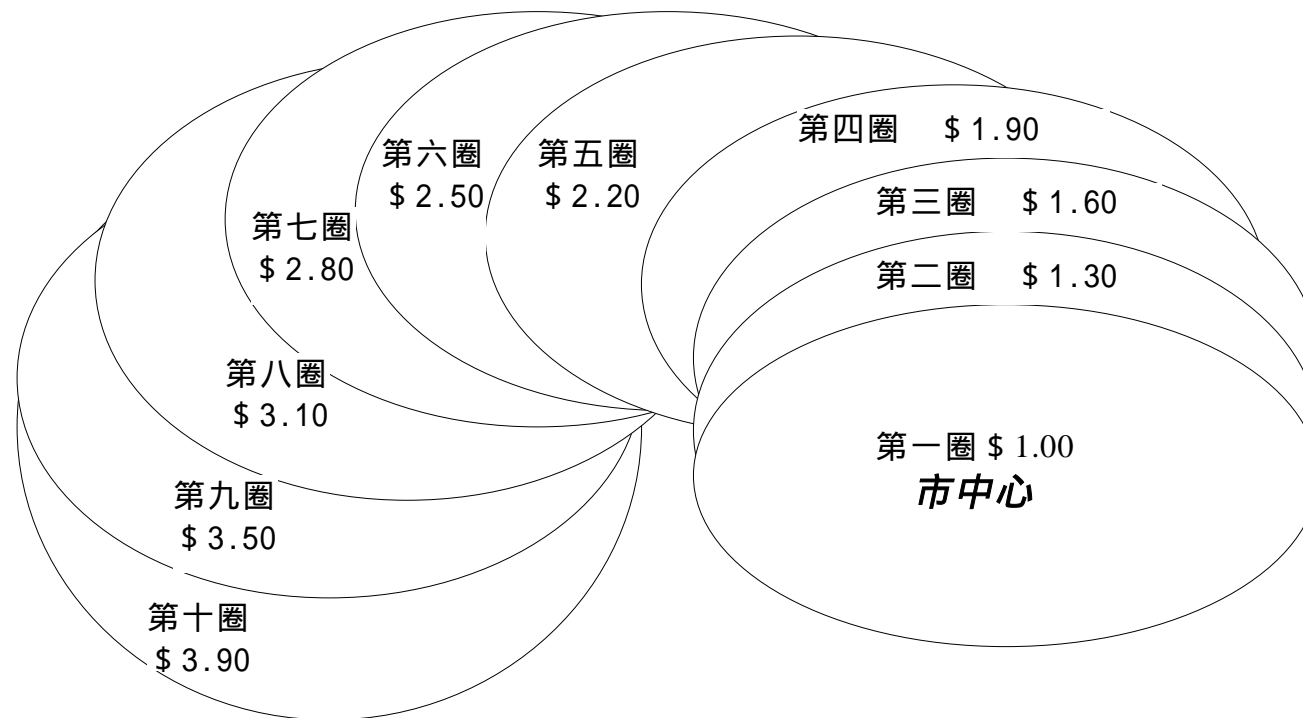 第四圈 $1.90
第六圈
$2.50
第五圈
$2.20
第三圈 $1.60
第七圈
$2.80
第二圈 $1.30
第八圈
$3.10
第一圈 $1.00
市中心
第九圈
$3.50
第十圈
$3.90